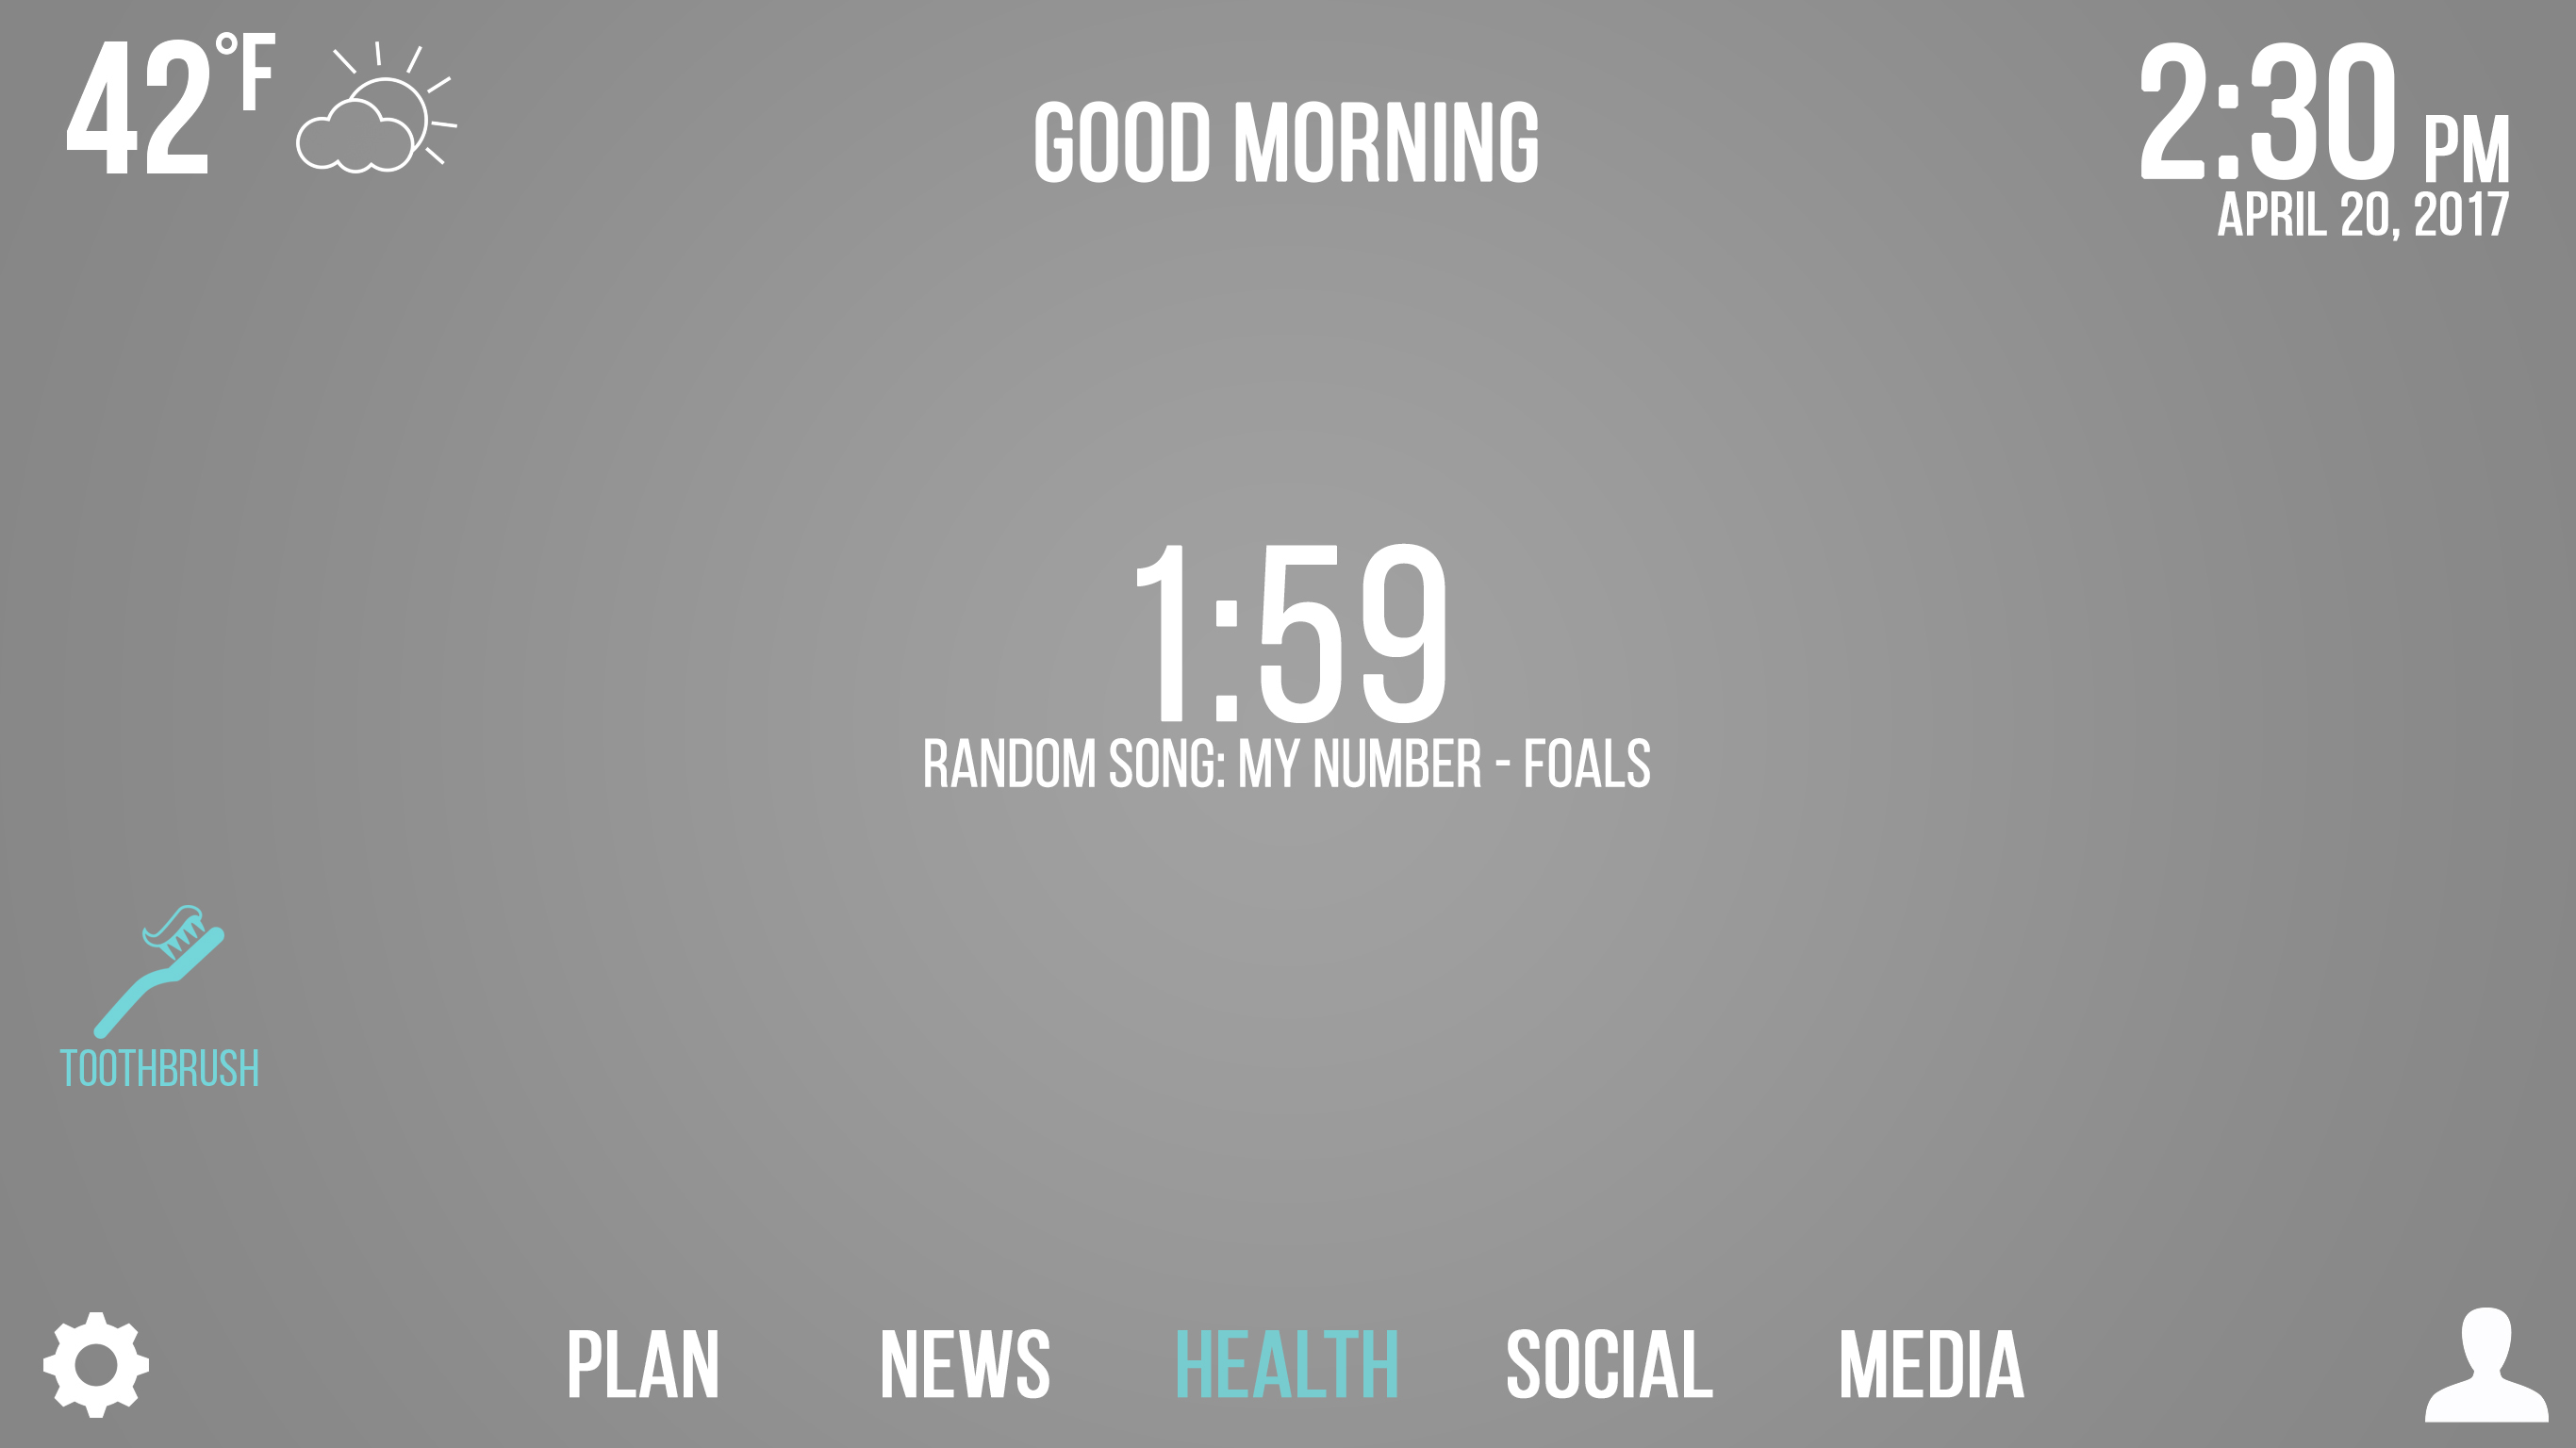 42°F
GOOD MORNING
2:30 PM
APRIL 20, 2017
1:59
RANDOM SONG: MY NUMBER - FOALS
TOOTHBRUSH
PLAN NEWS HEALTH SOCIAL MEDIA